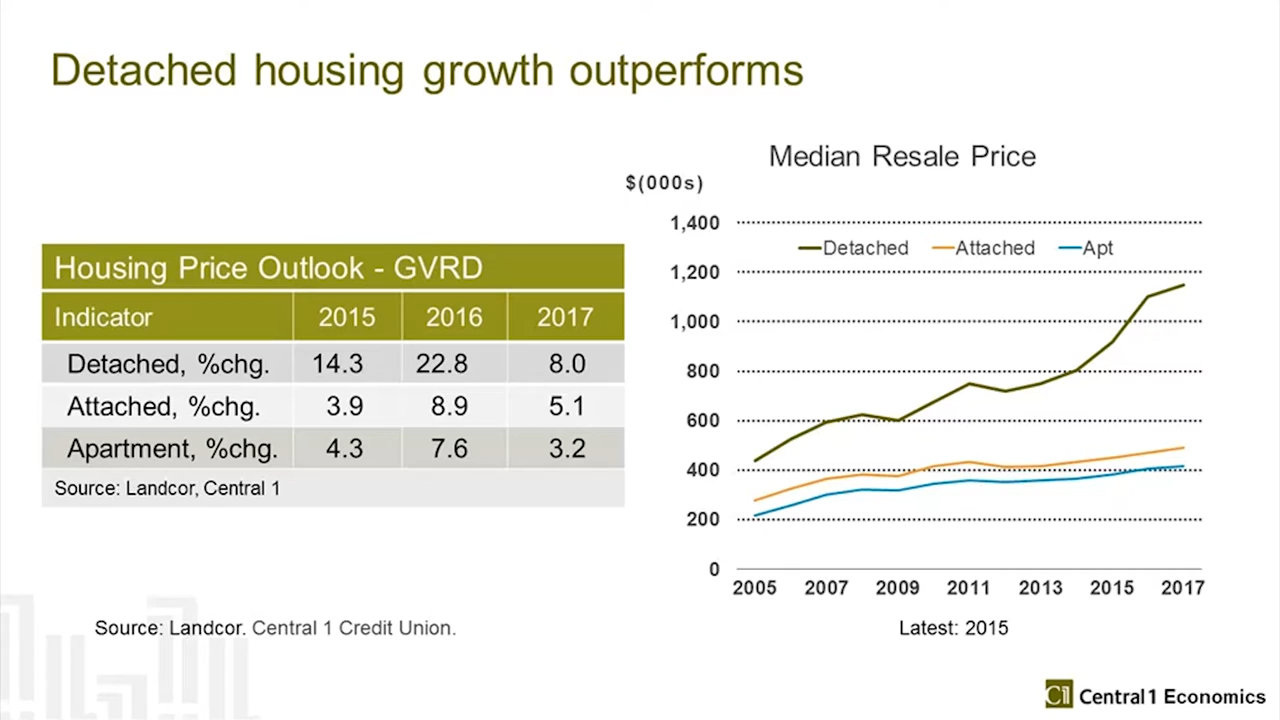 Detached housing growth outperforms
Housing Price Outlook - GVRD
Indicator 2015 2016 2017
Detached, %chg. 14.3 22.8 8.0
Attached, %chg. 3.9 8.9 5.1
Apartment, %chg. 4.3 7.6 3.2
Source: Landcor, Central 1
Median Resale Price
$(000s)
1,400
Detached Attached Apt
1,200
1,000
800
600
400
200
0
2005 2007 2009 2011 2013 2015 2017
Source: Landcor. Central 1 Credit Union.
Latest: 2015
C1 Central 1 Economics